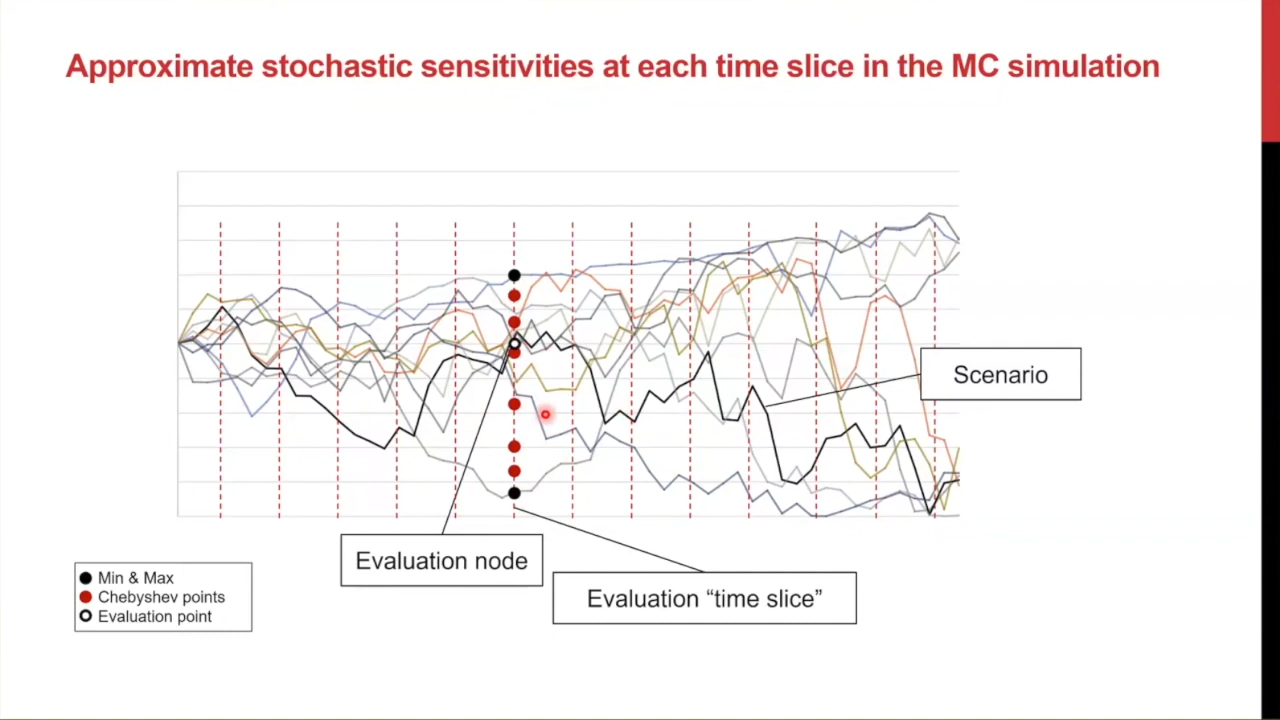 Approximate stochastic sensitivities at each time slice in the MC simulation
Scenario
Evaluation node
Evaluation “time slice”
Min & Max
Chebyshev points
Evaluation point